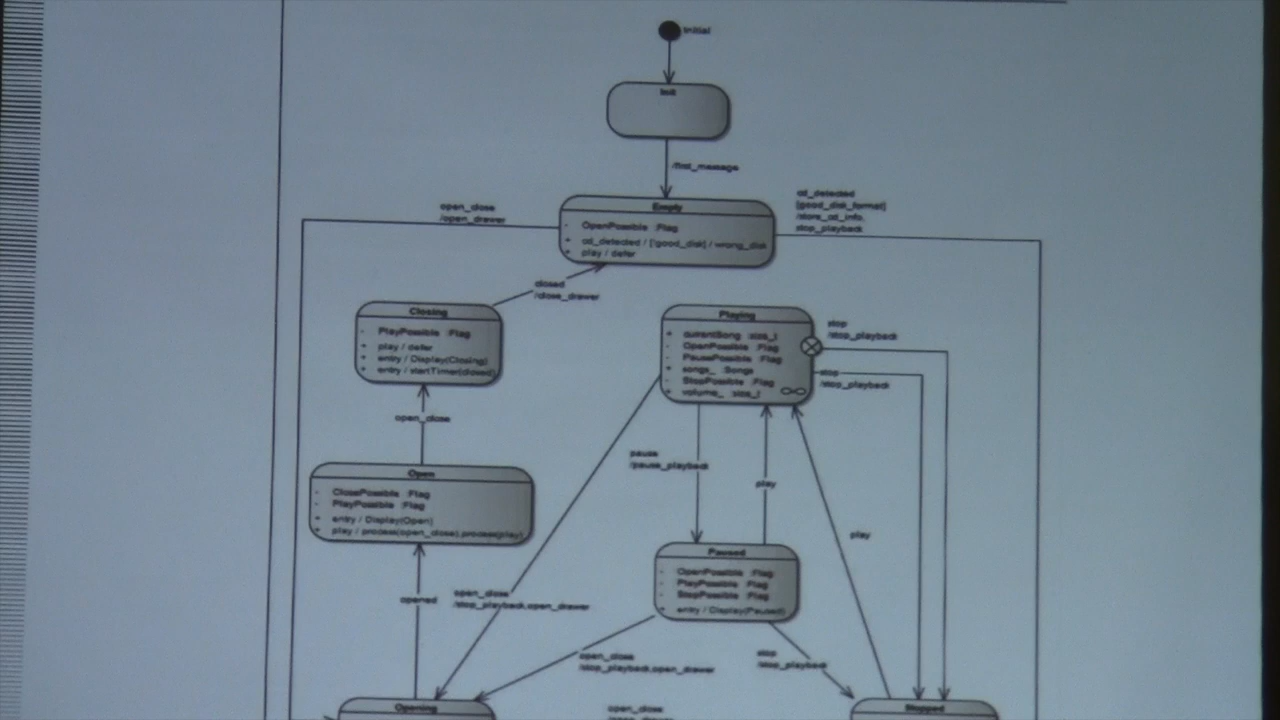 Initial
Init
/first_message
Empty
- OpenPossible :Flag
+ cd_detected / [!good_disk] / wrong_disk
+ play / defer
open_close
/open_drawer
cd_detected
[good_disk_format]
/store_cd_info,
stop_playback
closed
/close_drawer
Closing
- PlayPossible :Flag
+ play / defer
+ entry / Display(Closing)
+ entry / startTimer(closed)
Playing
+ currentSong :size_t
- OpenPossible :Flag
- PausePossible :Flag
+ songs_ :Songs
- StopPossible :Flag
+ volume_ :size_t
stop
/stop_playback
stop
/stop_playback
open_close
Open
- ClosePossible :Flag
- PlayPossible :Flag
+ entry / Display(Open)
+ play / process(open_close),process(play)
pause
/pause_playback
play
play
Paused
- OpenPossible :Flag
- PlayPossible :Flag
- StopPossible :Flag
+ entry / Display(Paused)
opened
open_close
/stop_playback,open_drawer
open_close
/stop_playback,open_drawer
stop
/stop_playback
Opening
open_close
/open_drawer
Stopped